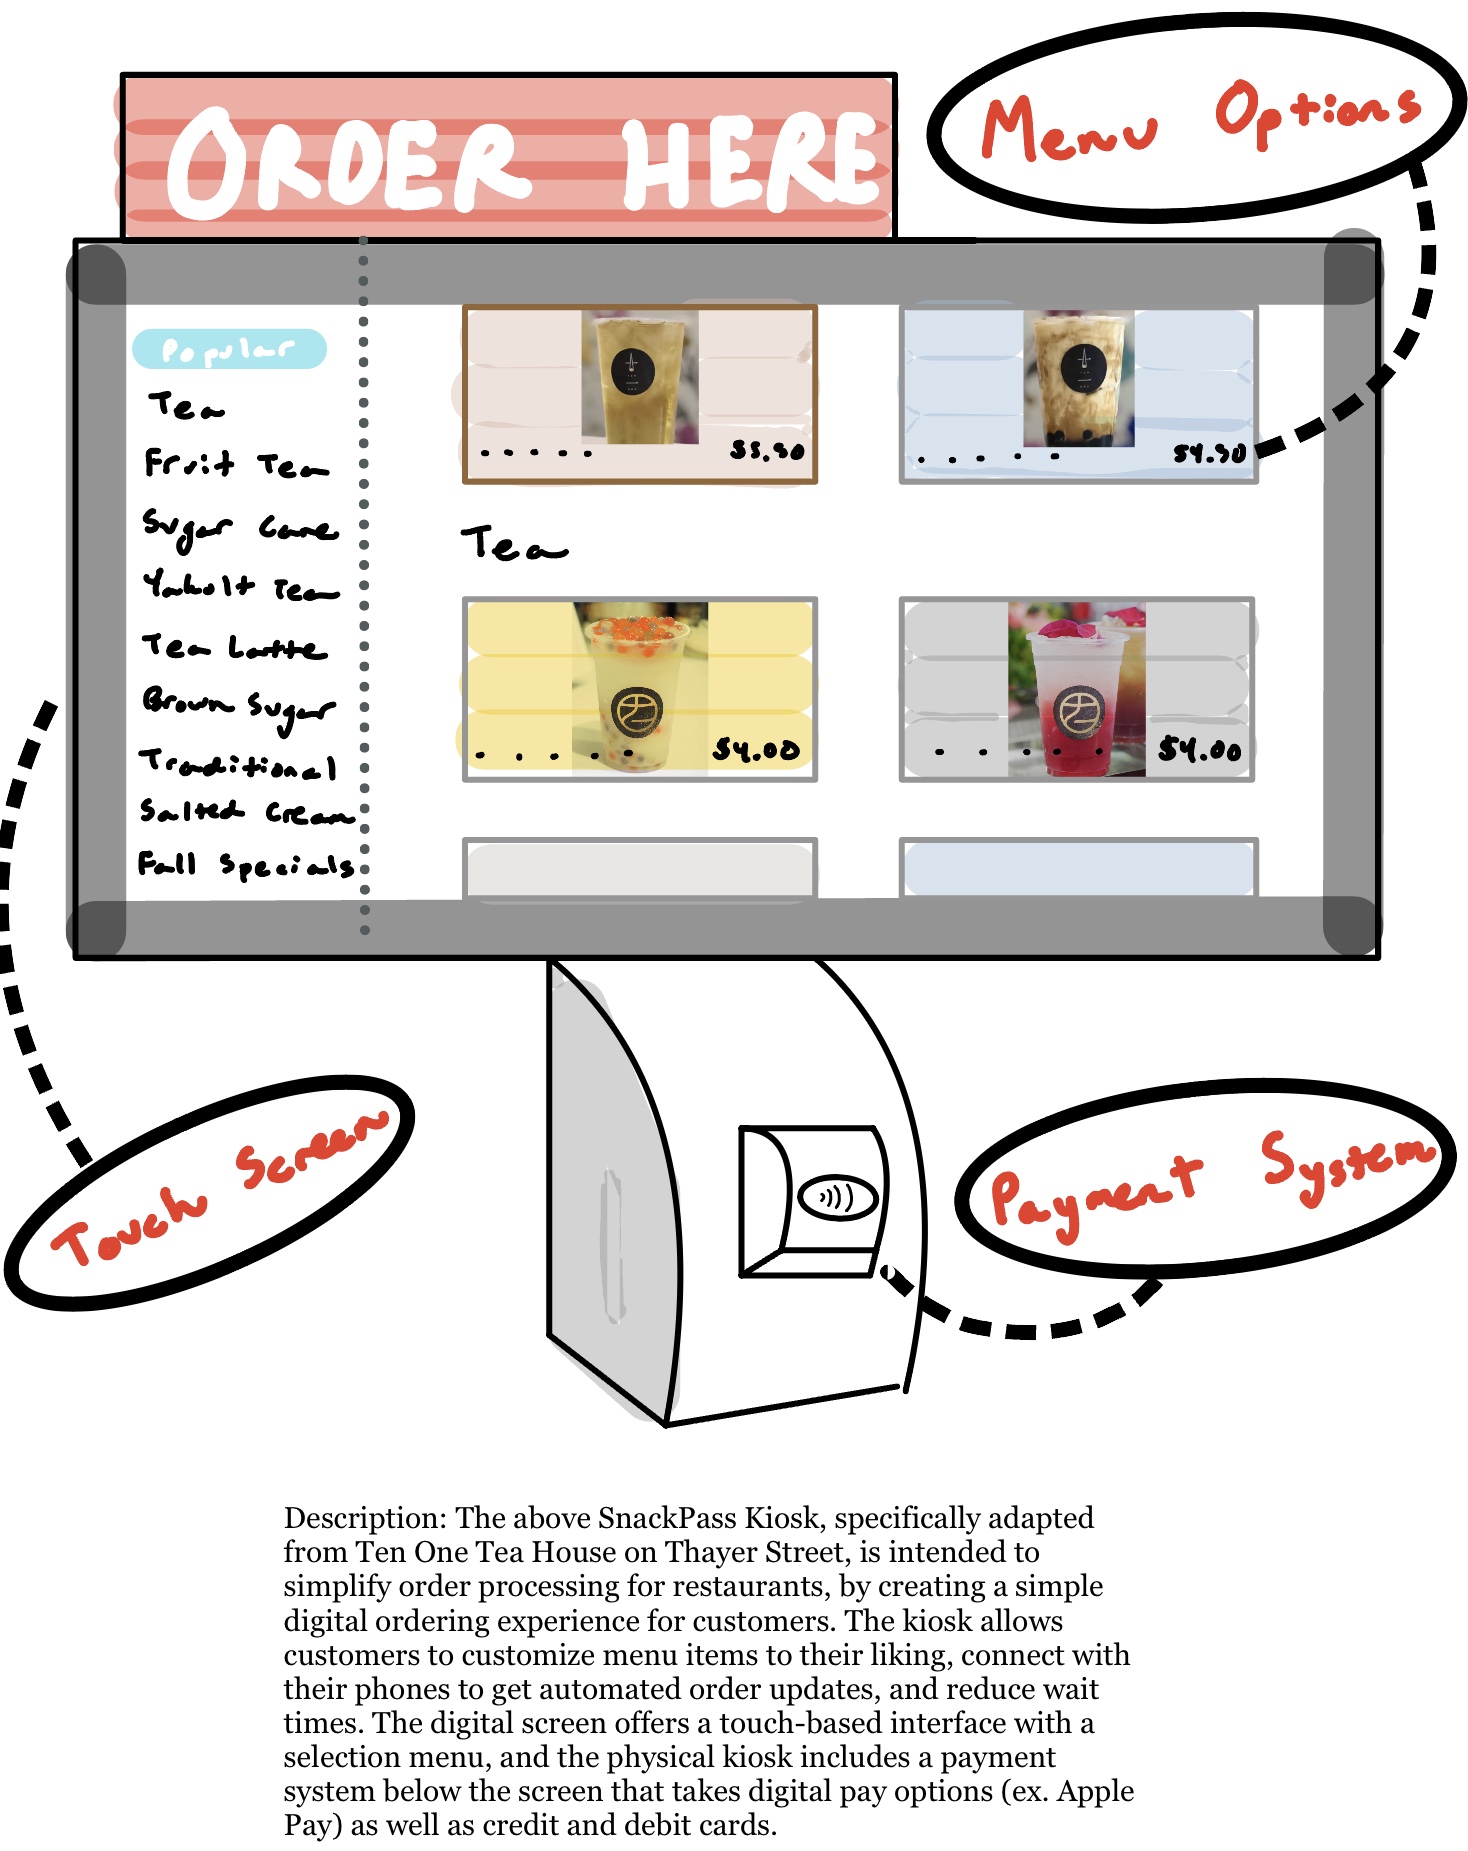 ORDER HERE
Menu Options
Popular
Tea
Fruit Tea
Sugar Cane
Yakult Tea
Tea Latte
Brown Sugar
Traditional
Salted Cream
Fall Specials
$5.50
$4.50
Tea
$4.00
$4.00
Touch Screen
Payment System
Description: The above SnackPass Kiosk, specifically adapted
from Ten One Tea House on Thayer Street, is intended to
simplify order processing for restaurants, by creating a simple
digital ordering experience for customers. The kiosk allows
customers to customize menu items to their liking, connect with
their phones to get automated order updates, and reduce wait
times. The digital screen offers a touch-based interface with a
selection menu, and the physical kiosk includes a payment
system below the screen that takes digital pay options (ex. Apple
Pay) as well as credit and debit cards.